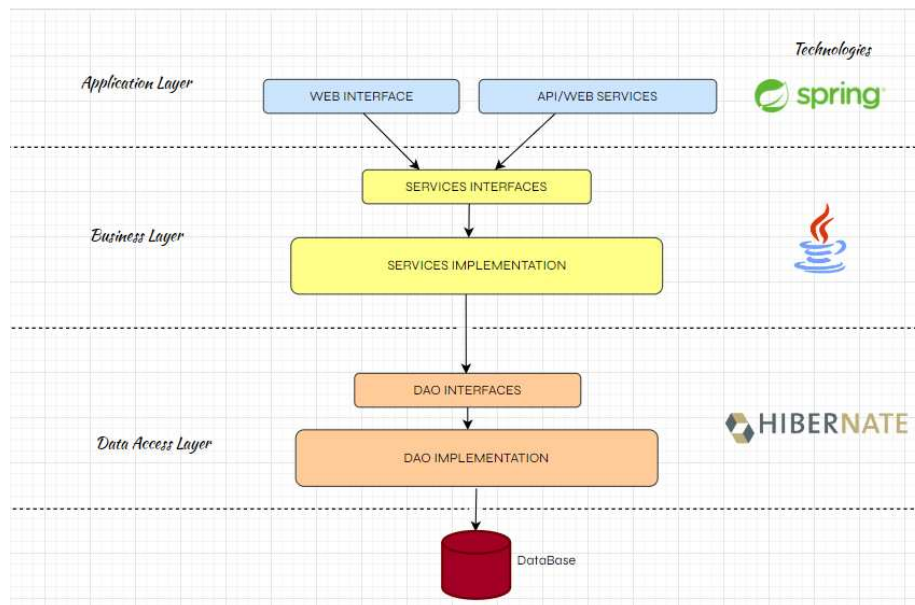 Technologies
Application Layer
WEB INTERFACE
API/WEB SERVICES
spring
SERVICES INTERFACES
Business Layer
SERVICES IMPLEMENTATION
DAO INTERFACES
HIBERNATE
Data Access Layer
DAO IMPLEMENTATION
DataBase